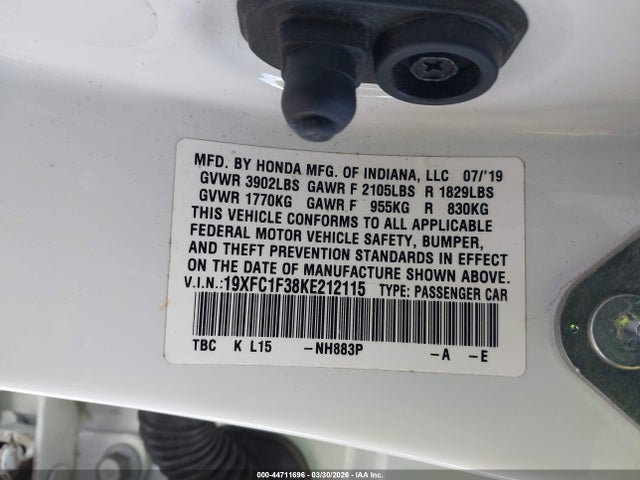 MFD. BY HONDA MFG. OF INDIANA, LLC 07/'19
GVWR 3902LBS GAWR F 2105LBS R 1829LBS
GVWR 1770KG GAWR F 955KG R 830KG
THIS VEHICLE CONFORMS TO ALL APPLICABLE
FEDERAL MOTOR VEHICLE SAFETY, BUMPER,
AND THEFT PREVENTION STANDARDS IN EFFECT
ON THE DATE OF MANUFACTURE SHOWN ABOVE.
V.I.N.:19XFC1F38KE212115 TYPE: PASSENGER CAR
TBC K L15 -NH883P -A -E
000-44711696 - 03/30/2026 - IAA Inc.